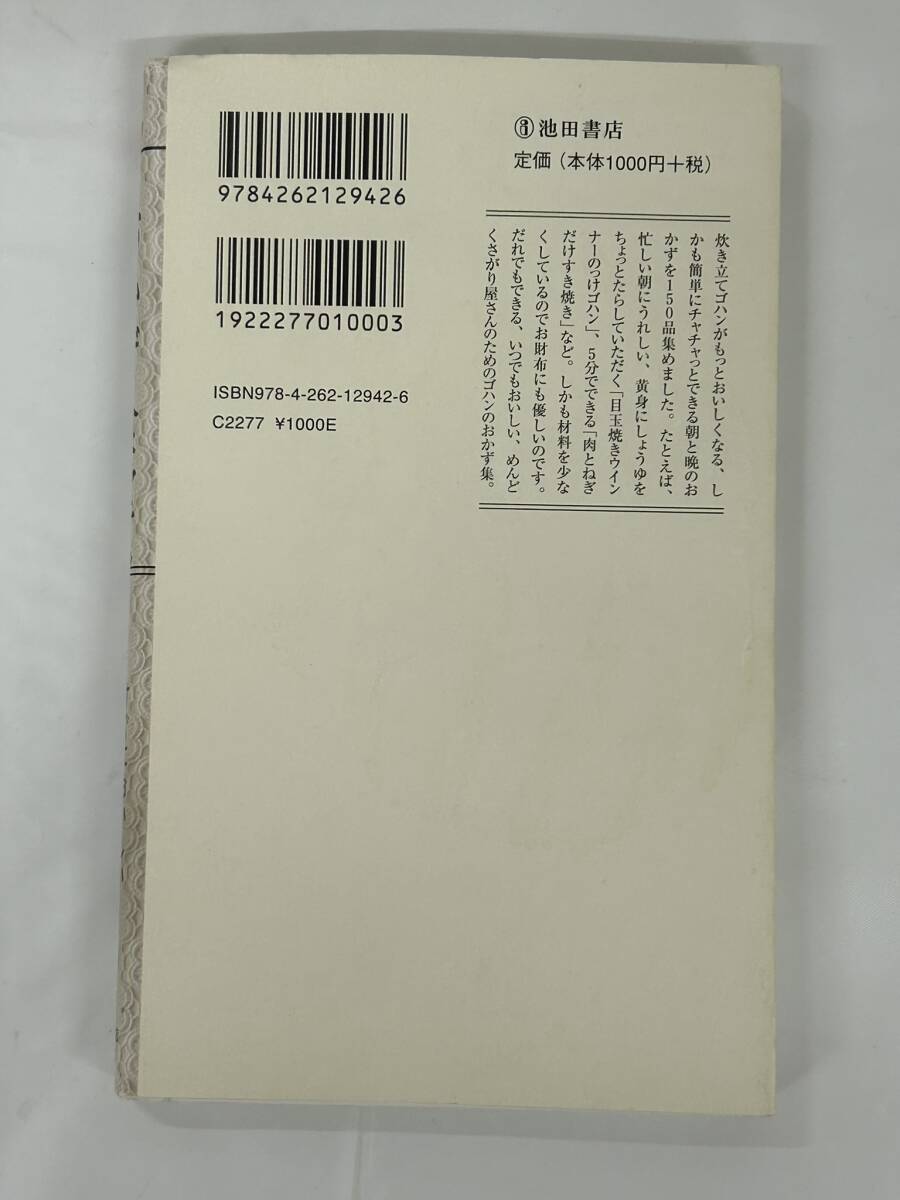 9784262129426
1922277010003
ISBN978-4-262-12942-6
C2277 ¥1000E
池田書店
定価（本体1000円＋税）
炊き立てゴハンがもっとおいしくなる、し
かも簡単にチャチャっとできる朝と晩のお
かずを150品集めました。たとえば、
忙しい朝にうれしい、黄身にしょうゆを
ちょっとたらしていただく「目玉焼きウイン
ナーのっけゴハン」、5分でできる「肉とねぎ
だけすき焼き」など。しかも材料を少な
くしているのでお財布にも優しいのです。
だれでもできる、いつでもおいしい、めんど
くさがり屋さんのためのゴハンのおかず集。